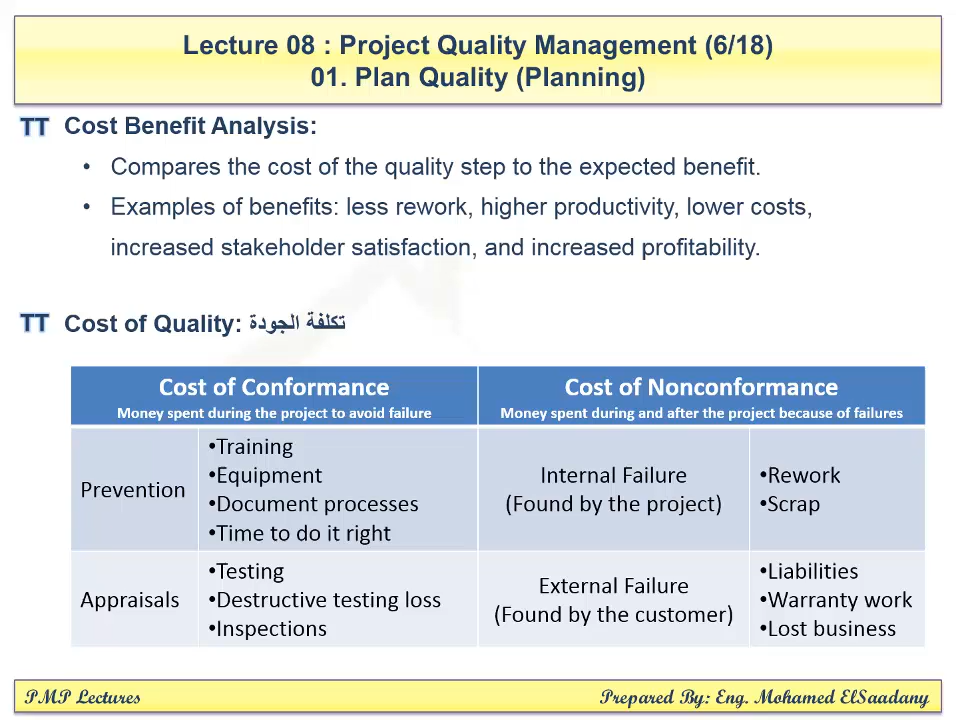 Lecture 08 : Project Quality Management (6/18)
01. Plan Quality (Planning)
TT Cost Benefit Analysis:
• Compares the cost of the quality step to the expected benefit.
• Examples of benefits: less rework, higher productivity, lower costs,
increased stakeholder satisfaction, and increased profitability.
TT Cost of Quality: تكلفة الجودة
Cost of Conformance
Money spent during the project to avoid failure
Cost of Nonconformance
Money spent during and after the project because of failures
Prevention
•Training
•Equipment
•Document processes
•Time to do it right
Internal Failure
(Found by the project)
•Rework
•Scrap
Appraisals
•Testing
•Destructive testing loss
•Inspections
External Failure
(Found by the customer)
•Liabilities
•Warranty work
•Lost business
PMP Lectures
Prepared By: Eng. Mohamed ElSaadany